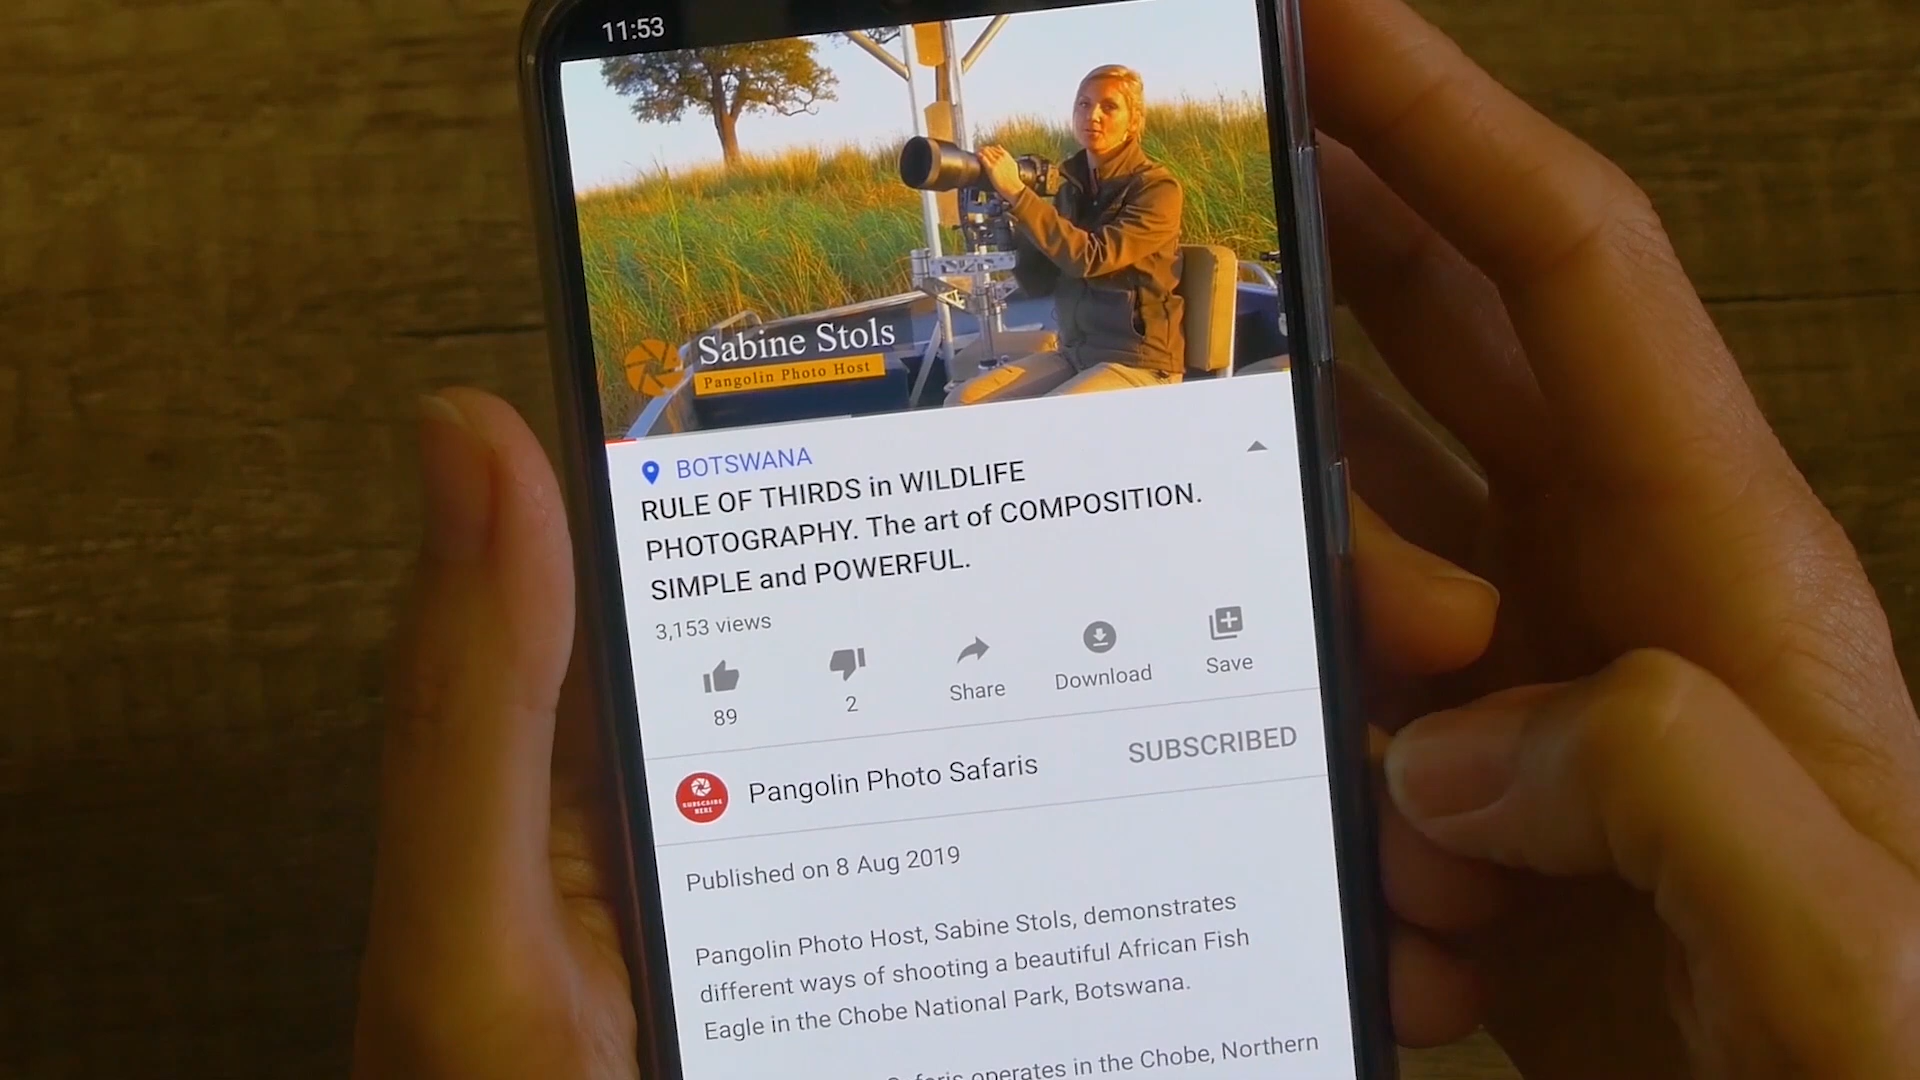 11:53
Sabine Stols
Pangolin Photo Host
BOTSWANA
RULE OF THIRDS in WILDLIFE
PHOTOGRAPHY. The art of COMPOSITION.
SIMPLE and POWERFUL.
3,153 views
89
2
Share
Download
Save
SUBSCRIBE
HERE
Pangolin Photo Safaris
SUBSCRIBED
Published on 8 Aug 2019
Pangolin Photo Host, Sabine Stols, demonstrates
different ways of shooting a beautiful African Fish
Eagle in the Chobe National Park, Botswana.
Safaris operates in the Chobe, Northern